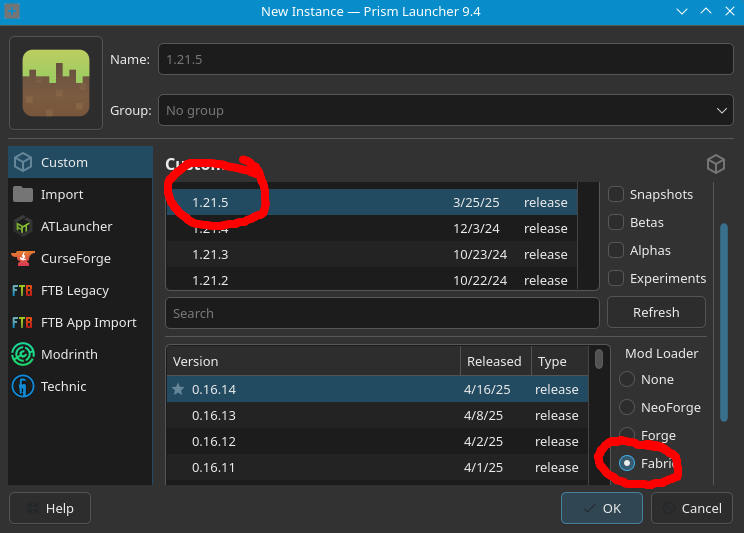 New Instance — Prism Launcher 9.4
Name: 1.21.5
Group: No group
Custom
Import
ATLauncher
CurseForge
FTB Legacy
FTB App Import
Modrinth
Technic
Custom
1.21.5 3/25/25 release
1.21.4 12/3/24 release
1.21.3 10/23/24 release
1.21.2 10/22/24 release
Snapshots
Betas
Alphas
Experiments
Search
Refresh
Version Released Type
0.16.14 4/16/25 release
0.16.13 4/8/25 release
0.16.12 4/2/25 release
0.16.11 4/1/25 release
Mod Loader
None
NeoForge
Forge
Fabric
Help
OK
Cancel